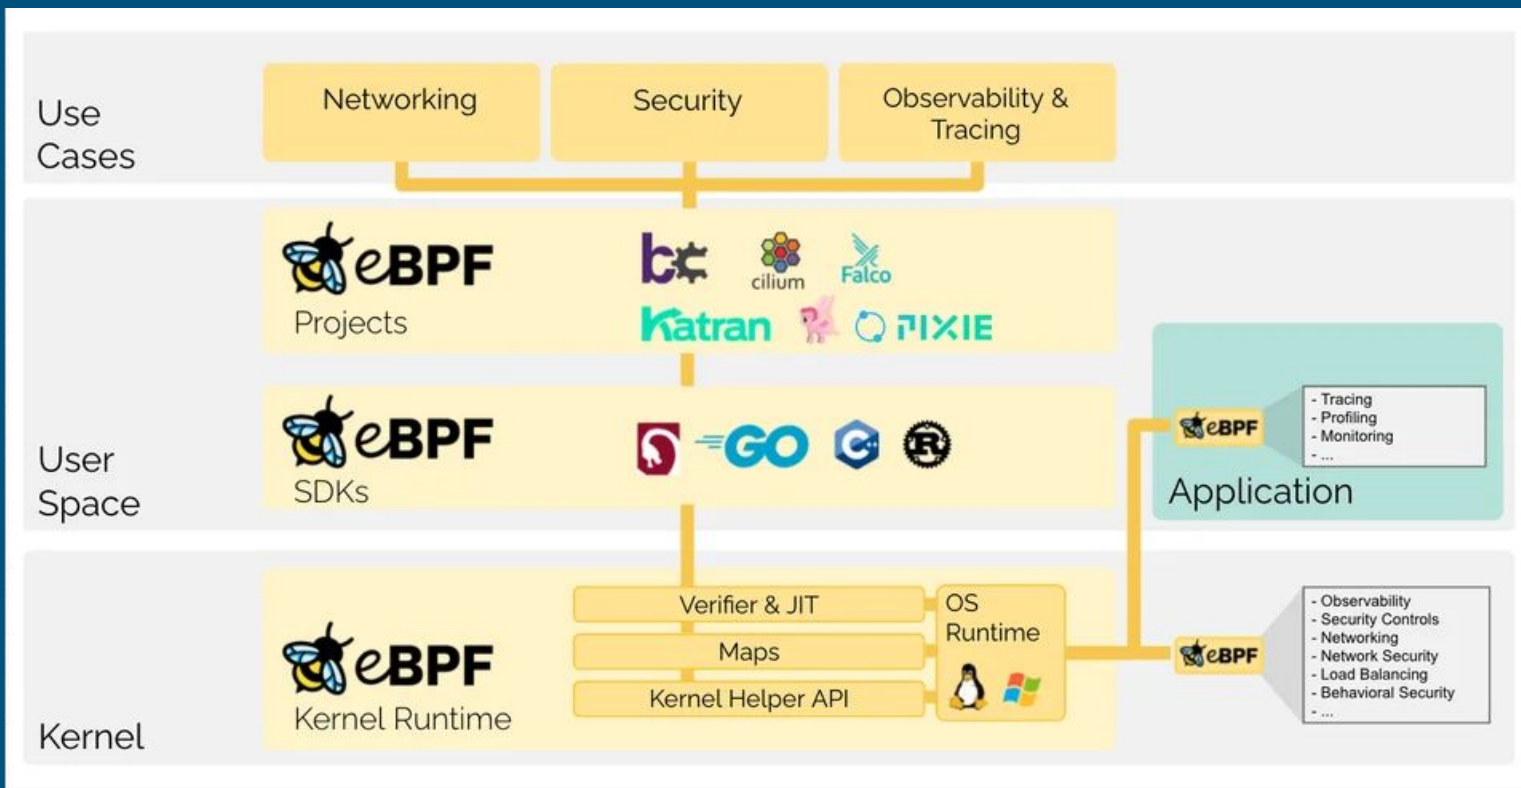 Use
Cases
Networking
Security
Observability &
Tracing
User
Space
eBPF
Projects
bc
cilium
Falco
Katran
PIXIE
eBPF
SDKs
GO
C++
R
Application
eBPF
- Tracing
- Profiling
- Monitoring
- ...
Kernel
eBPF
Kernel Runtime
Verifier & JIT
Maps
Kernel Helper API
OS
Runtime
eBPF
- Observability
- Security Controls
- Networking
- Network Security
- Load Balancing
- Behavioral Security
- ...